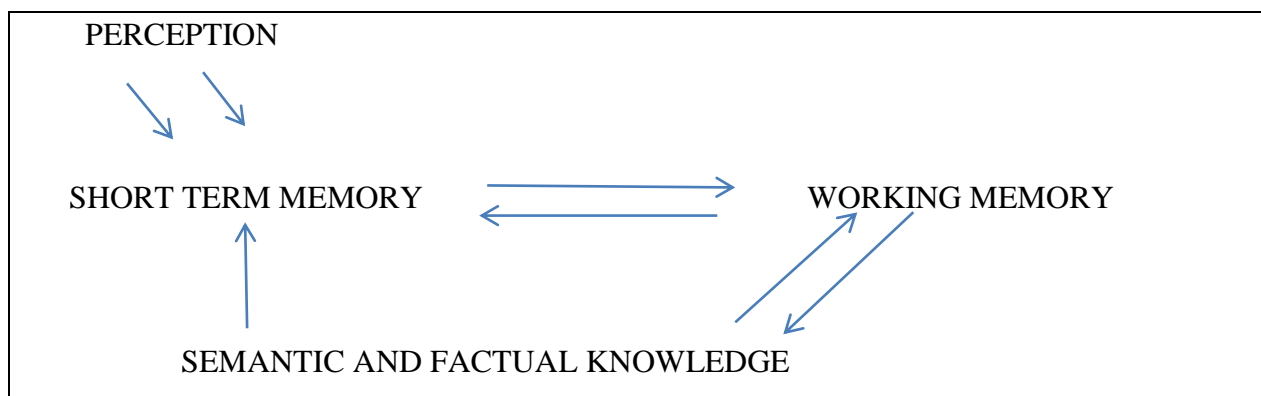 PERCEPTION
SHORT TERM MEMORY WORKING MEMORY
SEMANTIC AND FACTUAL KNOWLEDGE